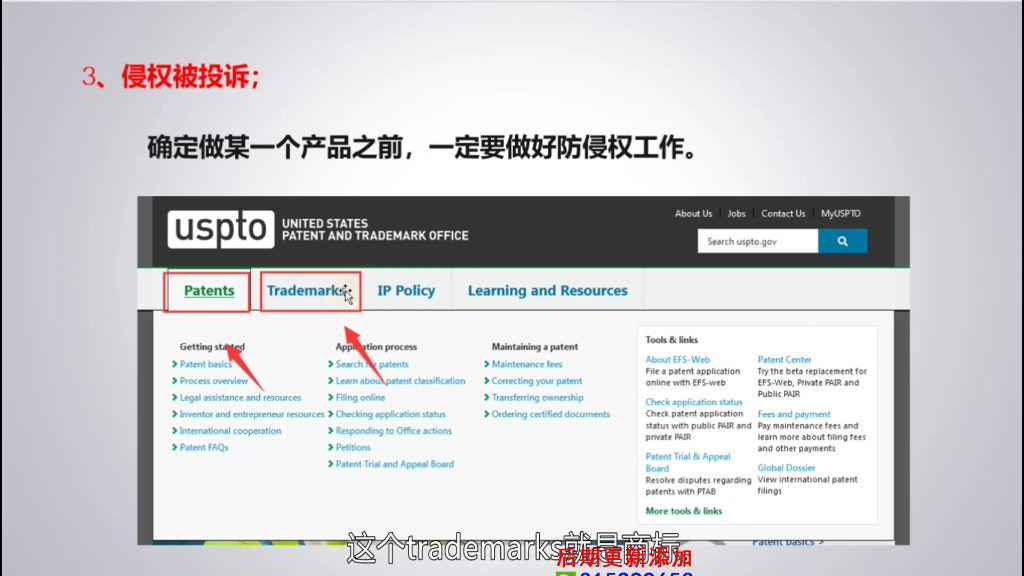 3、侵权被投诉；
确定做某一个产品之前，一定要做好防侵权工作。
About Us | Jobs | Contact Us | MyUSPTO
uspto UNITED STATES
PATENT AND TRADEMARK OFFICE
Search uspto.gov
Patents Trademarks IP Policy Learning and Resources
Getting started
Patent basics
Process overview
Legal assistance and resources
Inventor and entrepreneur resources
International cooperation
Patent FAQs
Application process
Search for patents
Learn about patent classification
Filing online
Checking application status
Responding to Office actions
Petitions
Patent Trial and Appeal Board
Maintaining a patent
Maintenance fees
Correcting your patent
Transferring ownership
Ordering certified documents
Tools & links
About EFS-Web
File a patent application
online with EFS-web
Check application status
Check patent application
status with public PAIR and
private PAIR
Patent Trial & Appeal
Board
Resolve disputes regarding
patents with PTAB
More tools & links
Patent Center
Try the beta replacement for
EFS-Web, Private PAIR and
Public PAIR
Fees and payment
Pay maintenance fees and
learn more about filing fees
and other payments
Global Dossier
View international patent
filings
Patent basics >
这个trademarks就是商标
后期更新添加